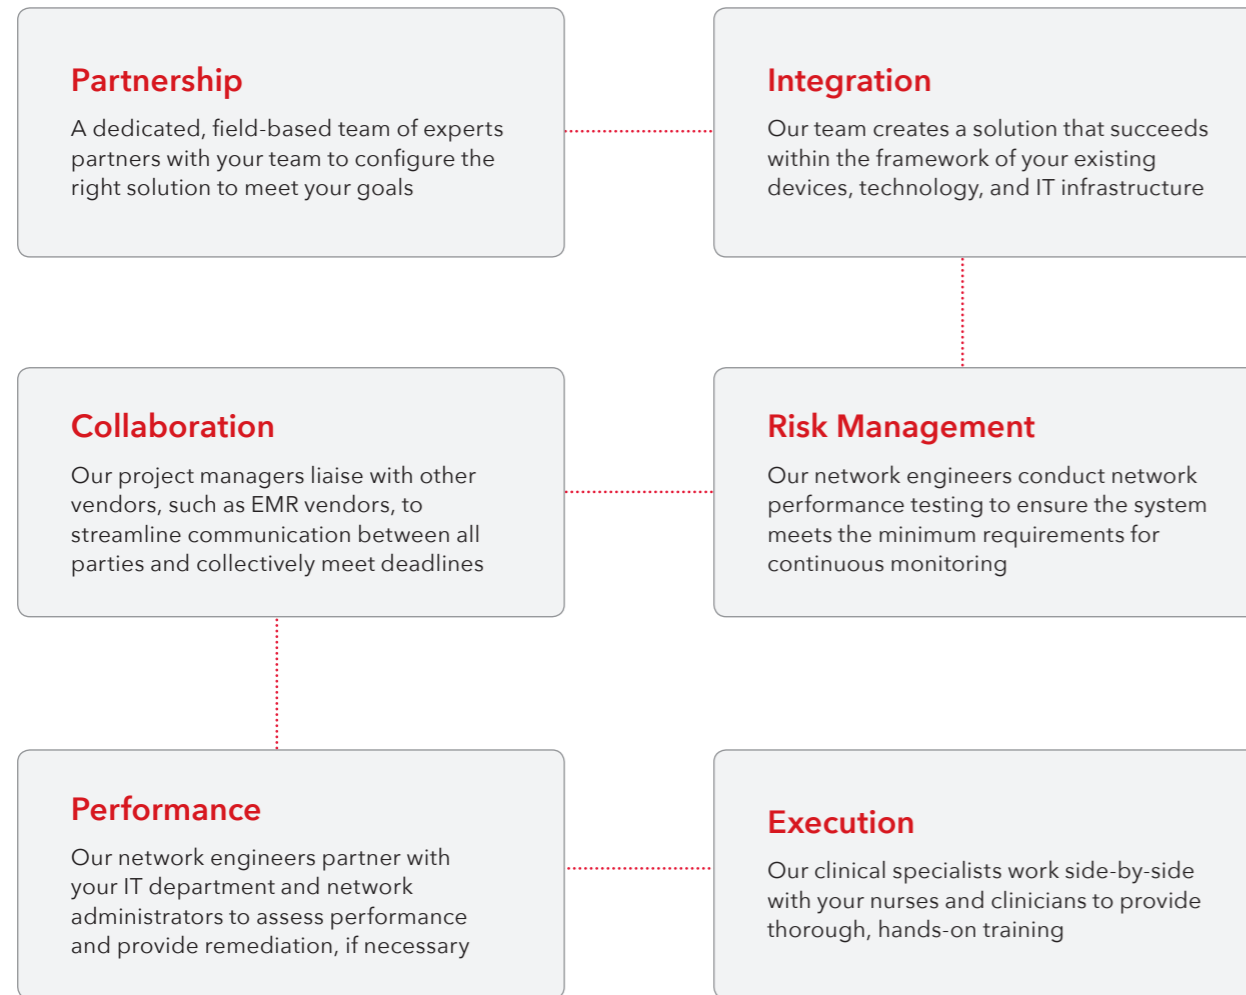 Partnership
A dedicated, field-based team of experts
partners with your team to configure the
right solution to meet your goals
Integration
Our team creates a solution that succeeds
within the framework of your existing
devices, technology, and IT infrastructure
Collaboration
Our project managers liaise with other
vendors, such as EMR vendors, to
streamline communication between all
parties and collectively meet deadlines
Risk Management
Our network engineers conduct network
performance testing to ensure the system
meets the minimum requirements for
continuous monitoring
Performance
Our network engineers partner with
your IT department and network
administrators to assess performance
and provide remediation, if necessary
Execution
Our clinical specialists work side-by-side
with your nurses and clinicians to provide
thorough, hands-on training